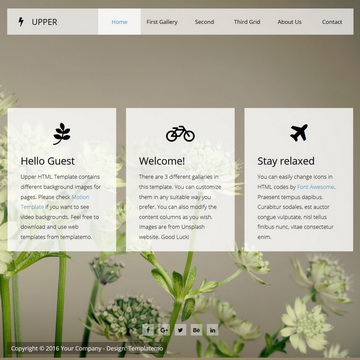 UPPER
Home First Gallery Second Third Grid About Us Contact
Hello Guest
Upper HTML Template contains
different background images for
pages. Please check Motion
Template if you want to see
video backgrounds. Feel free to
download and use web
templates from templatemo.
Welcome!
There are 3 different galleries in
this template. You can customize
them in any suitable way you
prefer. You can also modify the
content columns as you wish.
Images are from Unsplash
website. Good Luck!
Stay relaxed
You can easily change icons in
HTML codes by Font Awesome.
Praesent tempus dapibus.
Curabitur sodales, est auctor
congue vulputate, nisl tellus
finibus nunc, vitae consectetur
enim.
Copyright © 2016 Your Company - Design: Templatemo